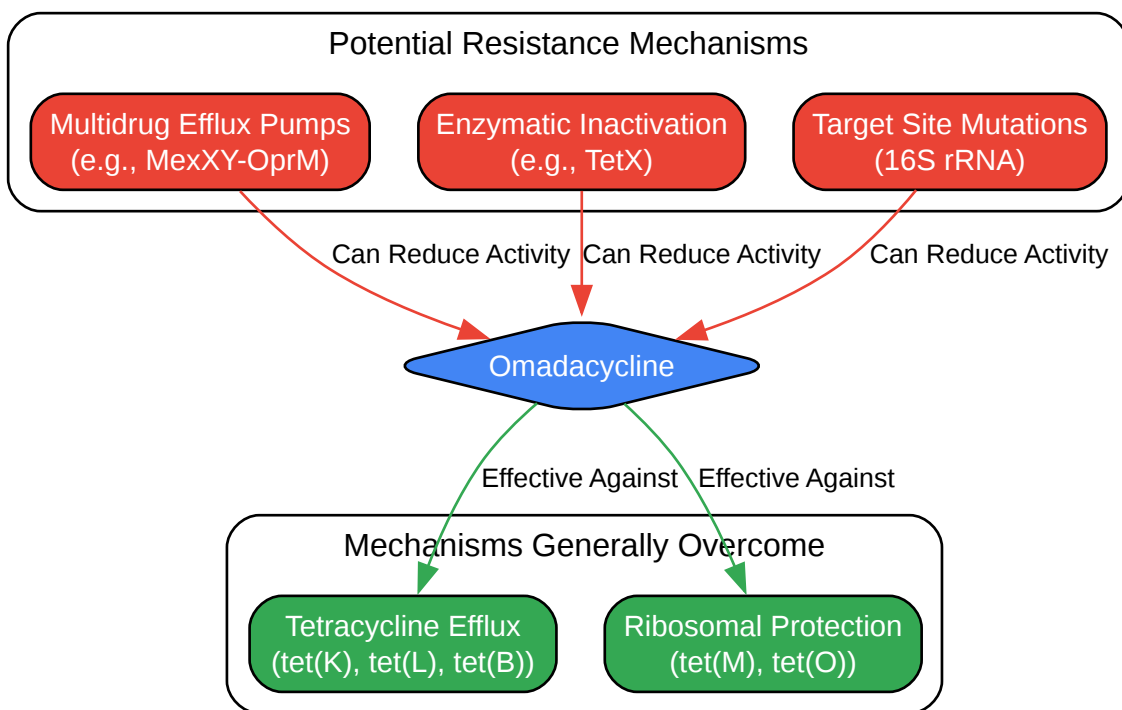 Potential Resistance Mechanisms
Multidrug Efflux Pumps
(e.g., MexXY-OprM)
Enzymatic Inactivation
(e.g., TetX)
Target Site Mutations
(16S rRNA)
Can Reduce Activity
Can Reduce Activity
Can Reduce Activity
Omadacycline
Effective Against
Effective Against
Mechanisms Generally Overcome
Tetracycline Efflux
(tet(K), tet(L), tet(B))
Ribosomal Protection
(tet(M), tet(O))